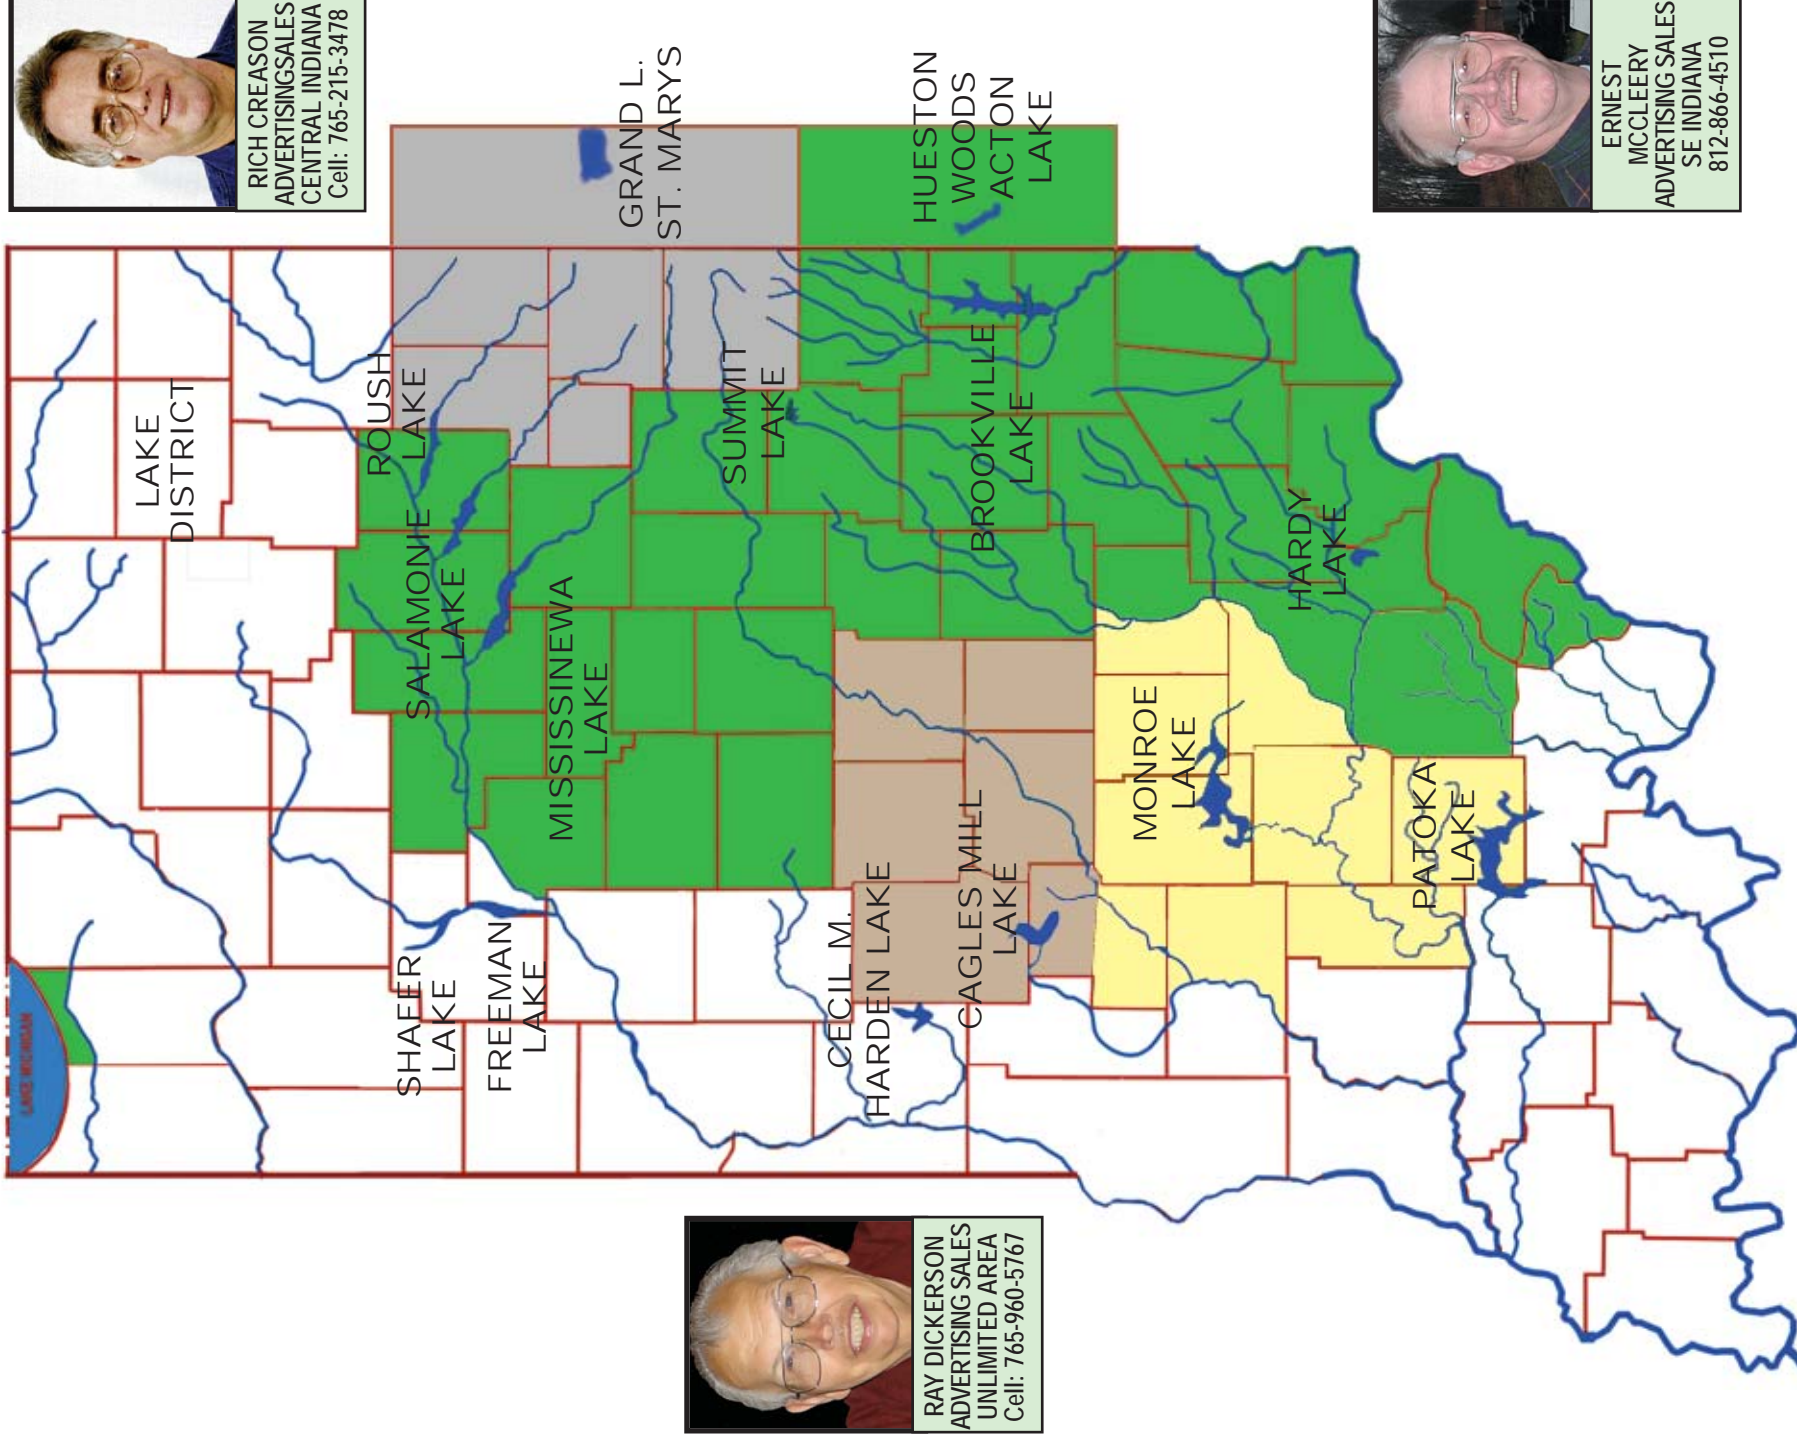 RICH CREASON
ADVERTISINGSALES
CENTRAL INDIANA
Cell: 765-215-3478
LAKE
DISTRICT
ROUSH
LAKE
GRAND L.
ST. MARYS
SALAMONIE
LAKE
SUMMIT
LAKE
HUESTON
WOODS
ACTON
LAKE
MISSISSINEWA
LAKE
BROOKVILLE
LAKE
HARDY
LAKE
MONROE
LAKE
PATOKA
LAKE
CAGLES MILL
LAKE
CECIL M.
HARDEN LAKE
SHAFER
LAKE
FREEMAN
LAKE
LAKE MICHIGAN
ERNEST
MCCLEERY
ADVERTISING SALES
SE INDIANA
812-866-4510
RAY DICKERSON
ADVERTISING SALES
UNLIMITED AREA
Cell: 765-960-5767